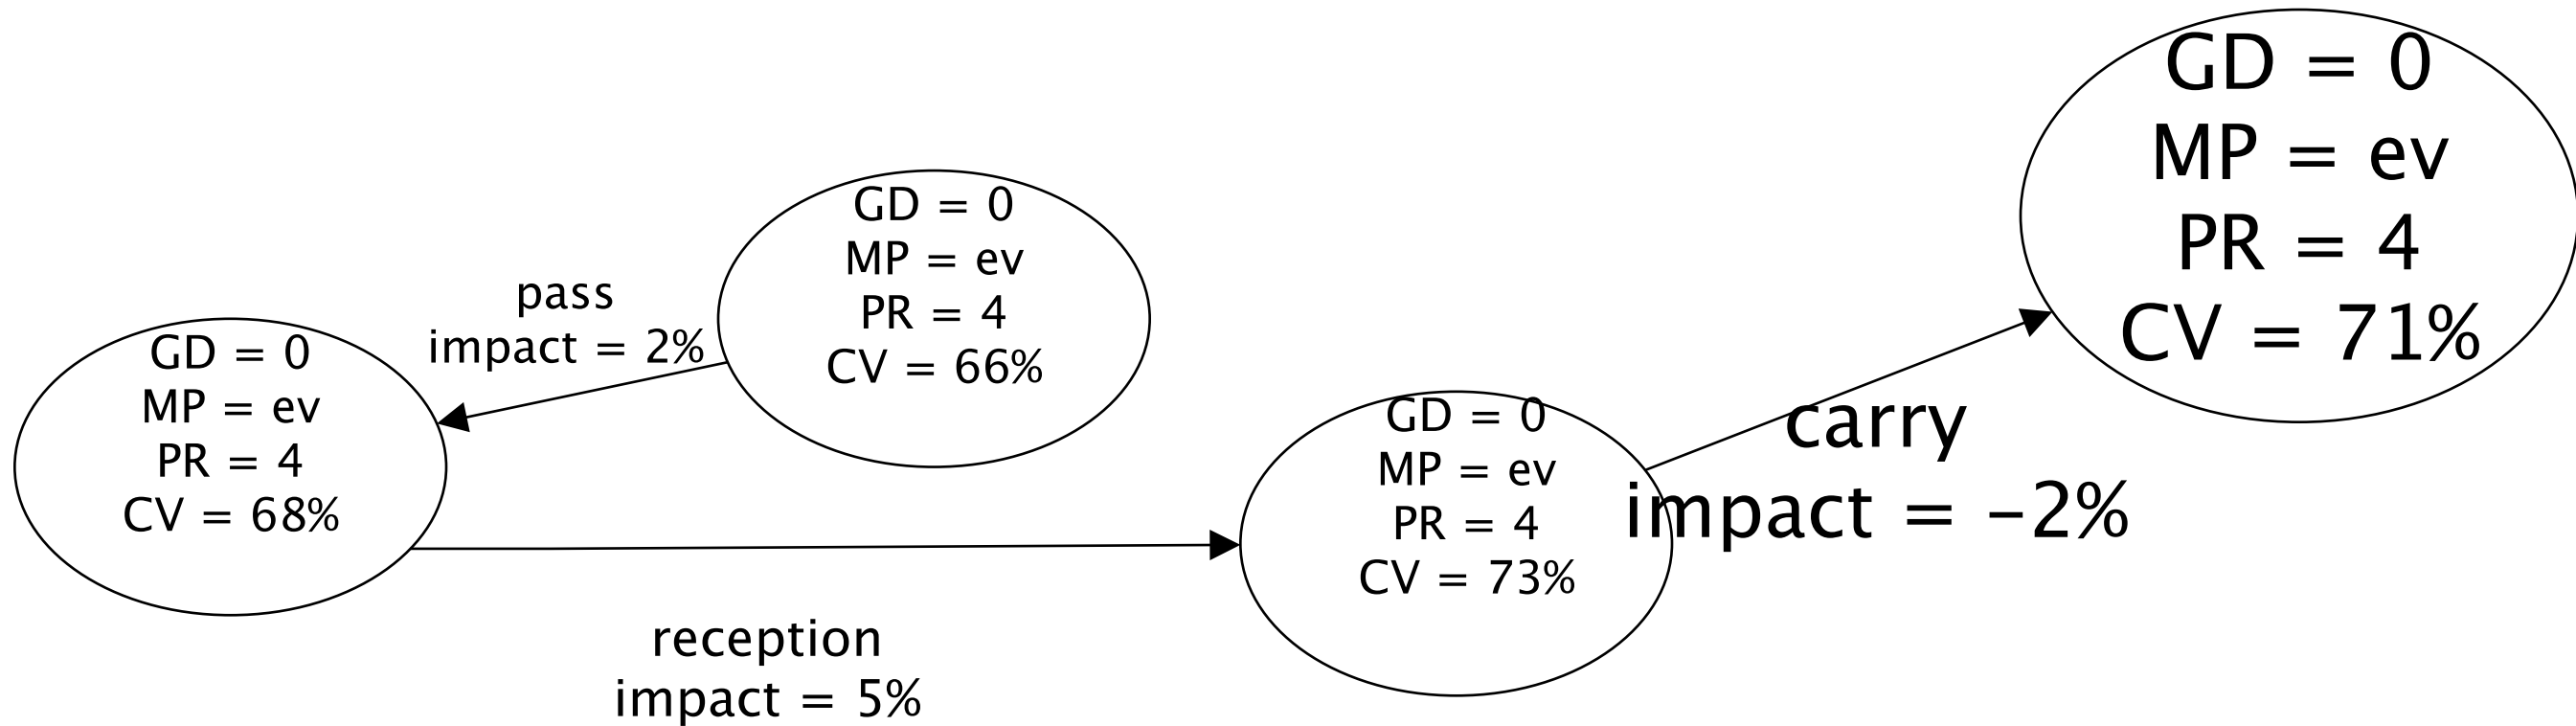 GD = 0
MP = ev
PR = 4
CV = 68%
pass
impact = 2%
GD = 0
MP = ev
PR = 4
CV = 66%
reception
impact = 5%
GD = 0
MP = ev
PR = 4
CV = 73%
carry
impact = −2%
GD = 0
MP = ev
PR = 4
CV = 71%